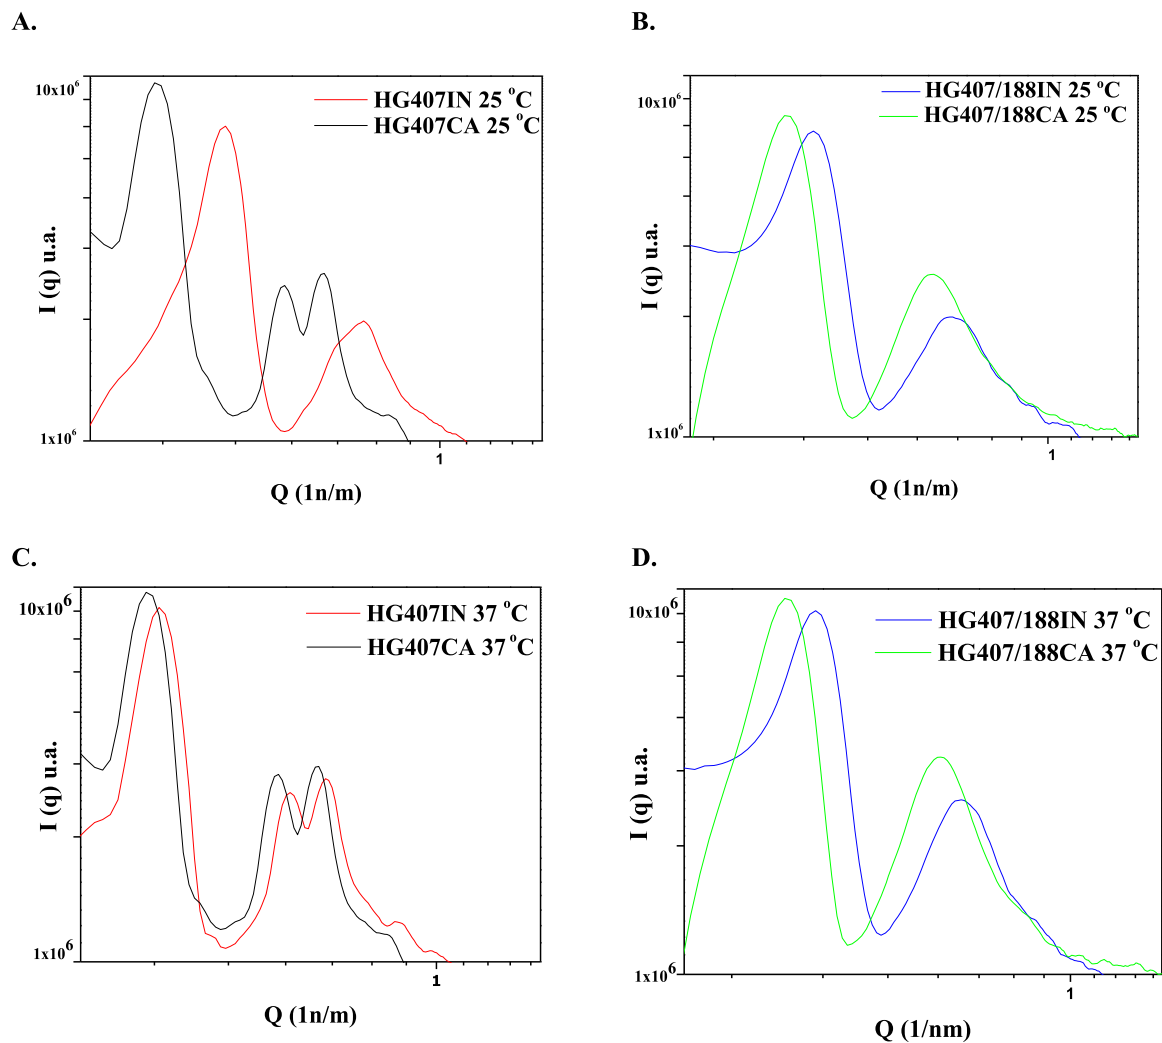 A.
10x10⁶
HG407IN 25 °C
HG407CA 25 °C
I (q) u.a.
1x10⁶
1
Q (1n/m)
B.
10x10⁶
HG407/188IN 25 °C
HG407/188CA 25 °C
I (q) u.a.
1x10⁶
1
Q (1n/m)
C.
10x10⁶
HG407IN 37 °C
HG407CA 37 °C
I (q) u.a.
1x10⁶
1
Q (1n/m)
D.
10x10⁶
HG407/188IN 37 °C
HG407/188CA 37 °C
I (q) u.a.
1x10⁶
1
Q (1/nm)